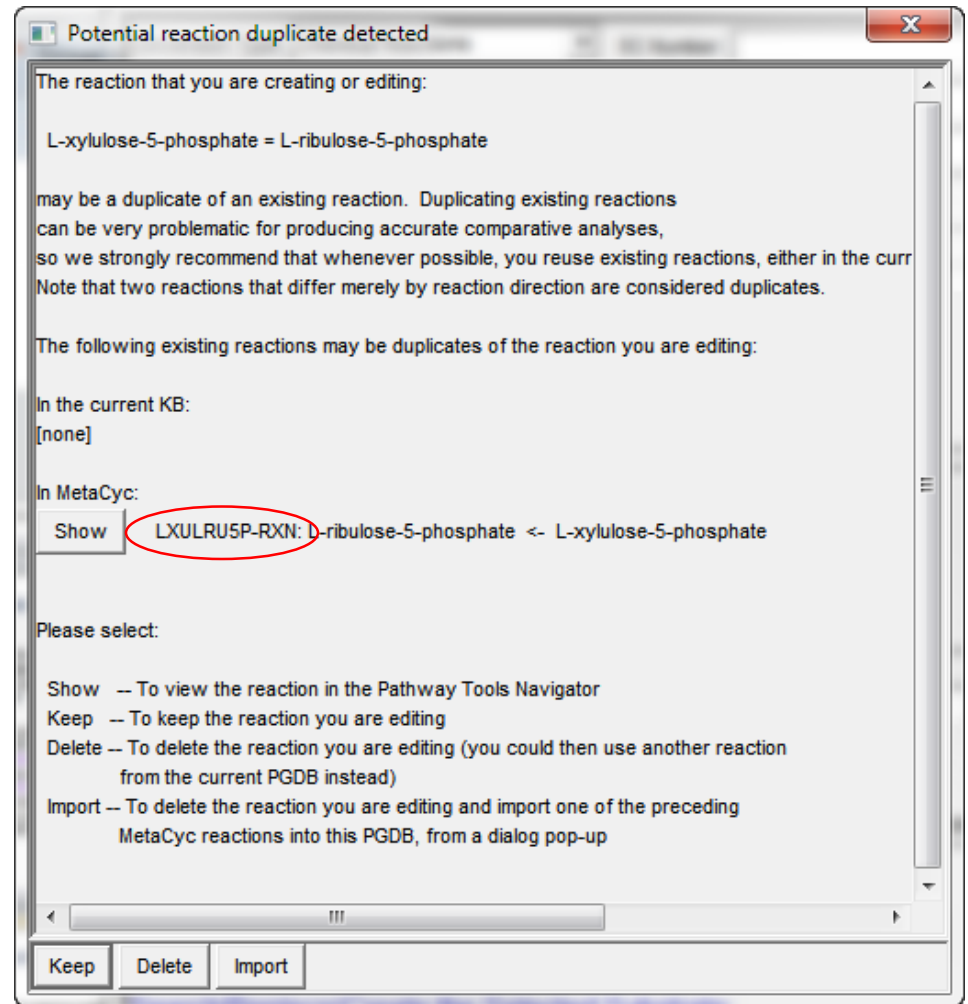 Potential reaction duplicate detected
The reaction that you are creating or editing:
L-xylulose-5-phosphate = L-ribulose-5-phosphate
may be a duplicate of an existing reaction.  Duplicating existing reactions
can be very problematic for producing accurate comparative analyses,
so we strongly recommend that whenever possible, you reuse existing reactions, either in the curr
Note that two reactions that differ merely by reaction direction are considered duplicates.
The following existing reactions may be duplicates of the reaction you are editing:
In the current KB:
[none]
In MetaCyc:
Show LXULRU5P-RXN: L-ribulose-5-phosphate <- L-xylulose-5-phosphate
Please select:
Show -- To view the reaction in the Pathway Tools Navigator
Keep -- To keep the reaction you are editing
Delete -- To delete the reaction you are editing (you could then use another reaction
from the current PGDB instead)
Import -- To delete the reaction you are editing and import one of the preceding
MetaCyc reactions into this PGDB, from a dialog pop-up
Keep Delete Import